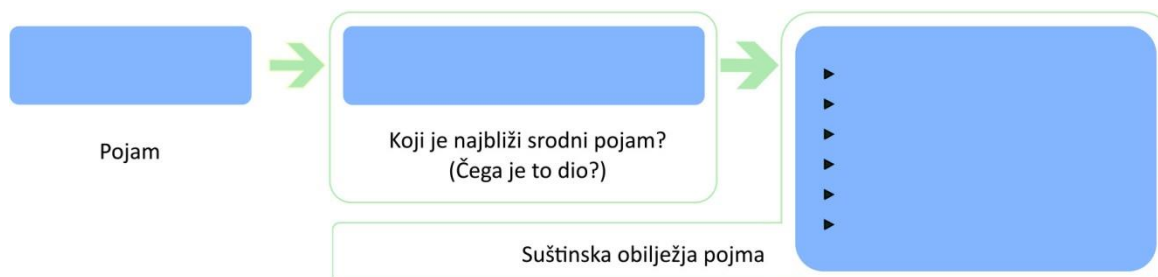 Pojam
Koji je najbliži srodni pojam?
(Čega je to dio?)
Suštinska obilježja pojma